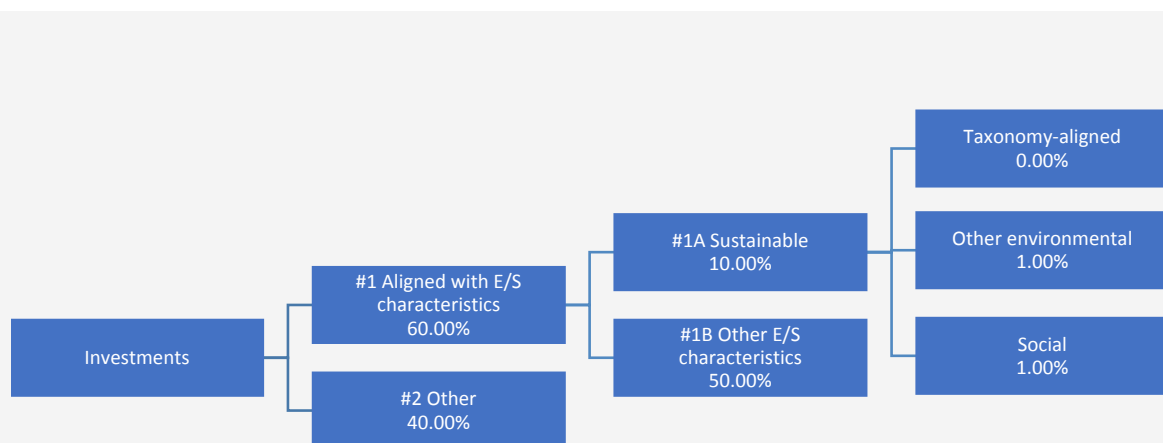 Investments
#1 Aligned with E/S
characteristics
60.00%
#2 Other
40.00%
#1A Sustainable
10.00%
#1B Other E/S
characteristics
50.00%
Taxonomy-aligned
0.00%
Other environmental
1.00%
Social
1.00%